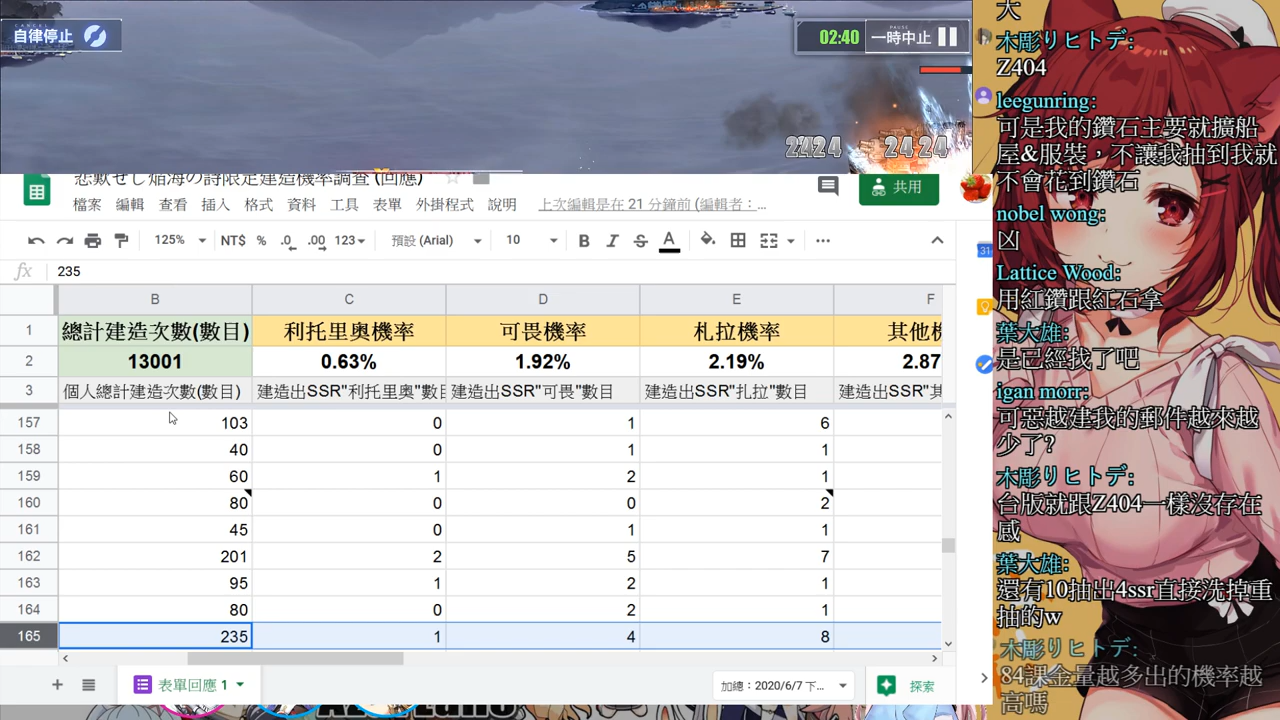 CANCEL
自律停止
02:40
PAUSE
一時中止
2424
2424
(回應)
共用
檔案 編輯 查看 插入 格式 資料 工具 表單 外掛程式 說明 上次編輯是在 21 分鐘前 (編輯者：...
125% NT$ % .0 .00 123 預設 (Arial) 10 B I S A
fx 235
B C D E F
1 總計建造次數(數目) 利托里奧機率 可畏機率 札拉機率 其他
2 13001 0.63% 1.92% 2.19% 2.87
3 個人總計建造次數(數目) 建造出SSR"利托里奧"數 建造出SSR"可畏"數目 建造出SSR"扎拉"數目 建造出SSR"其
157 103 0 1 6
158 40 0 1 1
159 60 1 2 1
160 80 0 0 2
161 45 0 1 1
162 201 2 5 7
163 95 1 2 1
164 80 0 2 1
165 235 1 4 8
表單回應 1 加總：2020/6/7 下... 探索
31
大
木彫りヒトデ:
Z404
leegunring:
可是我的鑽石主要就擴船
屋&服裝，不讓我抽到我就
不會花到鑽石
nobel wong:
凶
Lattice Wood:
用紅鑽跟紅石拿
葉大雄:
是已經找了吧
igan morr:
可惡越建我的郵件越來越
少了?
木彫りヒトデ:
台版就跟Z404一樣沒存在
感
葉大雄:
還有10抽出4ssr直接洗掉重
抽的w
木彫りヒトデ:
84課金量越多出的機率越
高嗎